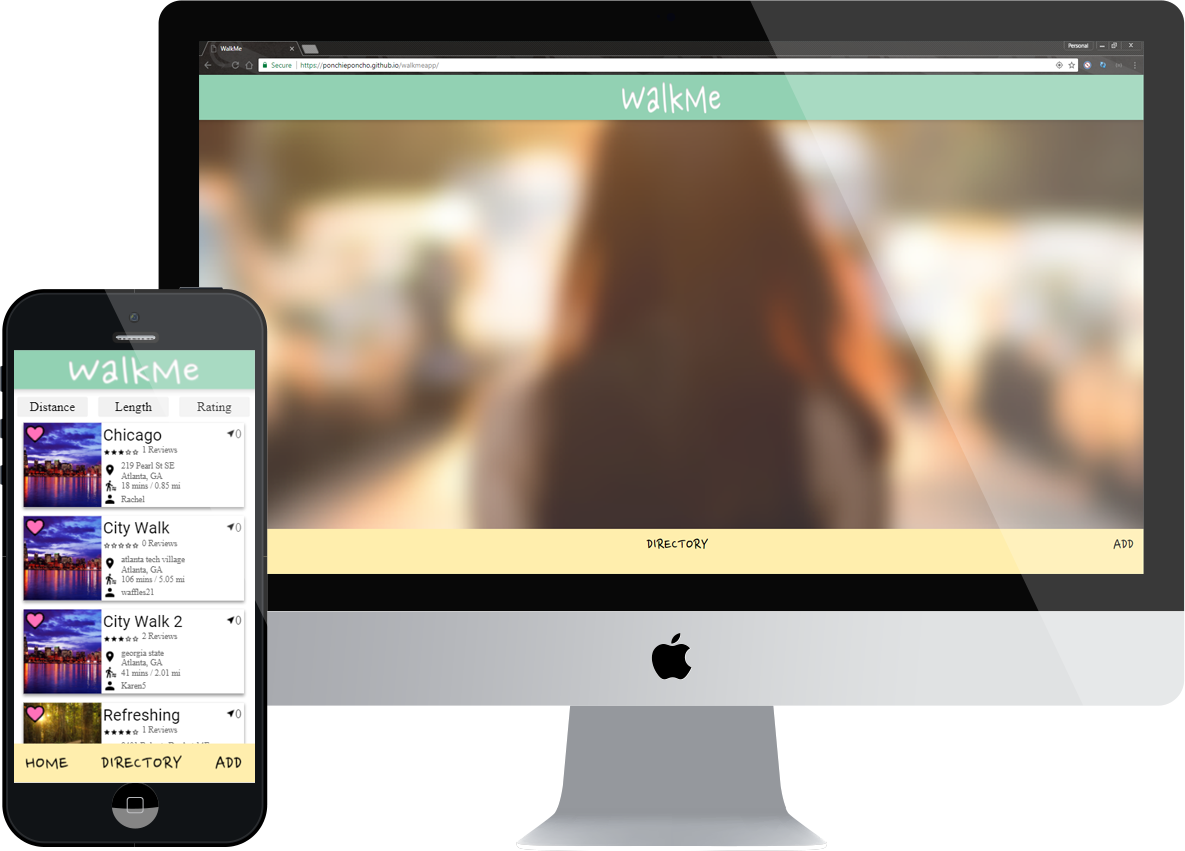 WalkMe
Personal
Secure
https://ponchieponcho.github.io/walkmeapp/
WalkMe
DIRECTORY
ADD
WalkMe
Distance
Length
Rating
Chicago
0
1 Reviews
219 Pearl St SE
Atlanta, GA
18 mins / 0.85 mi
Rachel
City Walk
0
0 Reviews
atlanta tech village
Atlanta, GA
106 mins / 5.05 mi
waffles21
City Walk 2
0
2 Reviews
georgia state
Atlanta, GA
41 mins / 2.01 mi
Karen5
Refreshing
0
1 Reviews
HOME
DIRECTORY
ADD